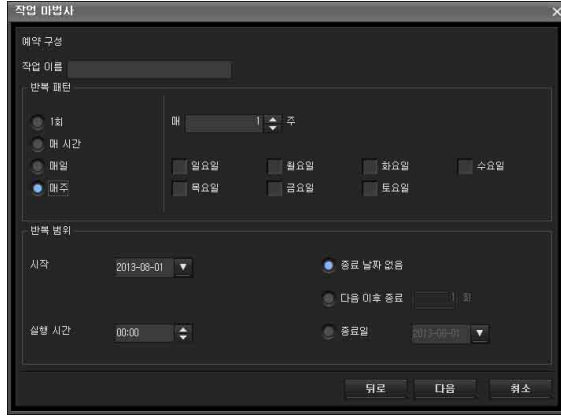 작업 마법사
예약 구성
작업 이름
반복 패턴
1회
매 1 주
매 시간
매일
일요일 월요일 화요일 수요일
매주
목요일 금요일 토요일
반복 범위
시작 2013-08-01 종료 날짜 없음
다음 이후 종료 1 회
실행 시간 00:00 종료일 2013-08-01
뒤로 다음 취소